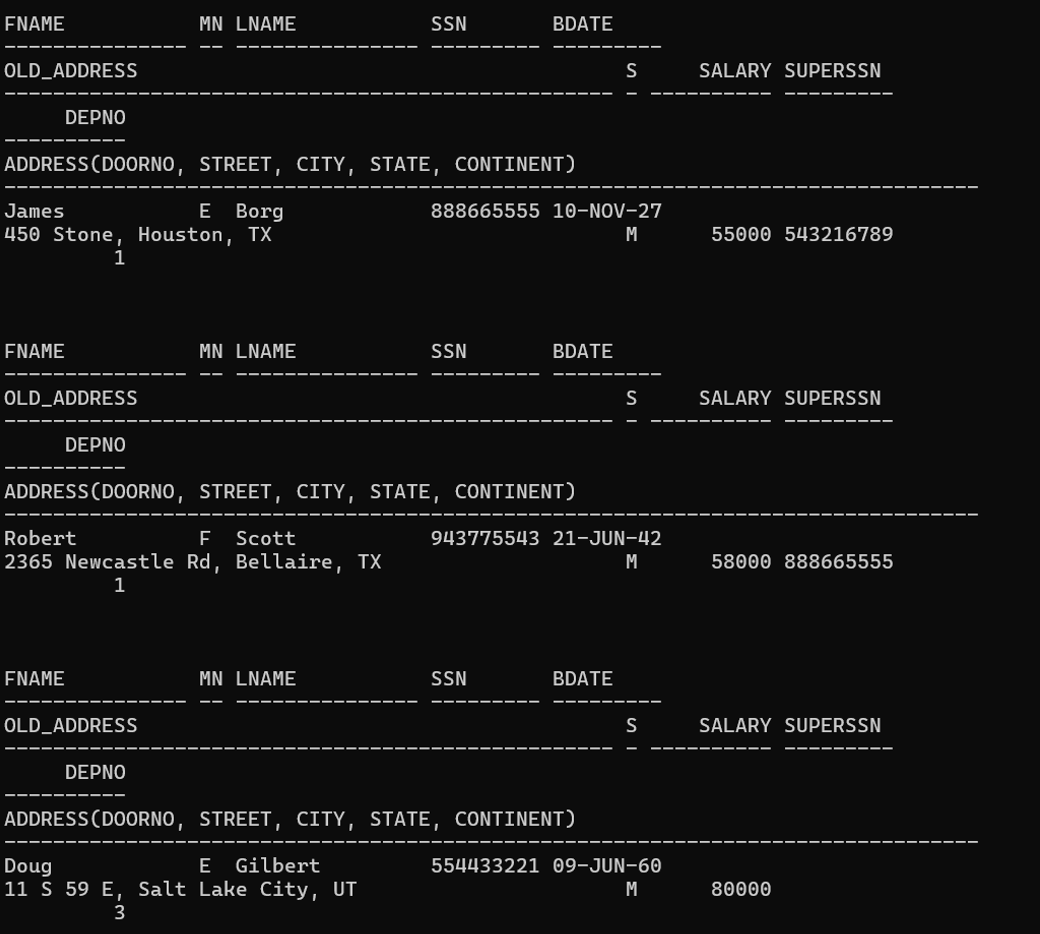 FNAME           MN LNAME           SSN       BDATE
--------------- -- --------------- --------- ---------
OLD_ADDRESS                                        S     SALARY SUPERSSN
-------------------------------------------------- - ---------- ---------
     DEPNO
----------
ADDRESS(DOORNO, STREET, CITY, STATE, CONTINENT)
--------------------------------------------------------------------------------
James           E  Borg            888665555 10-NOV-27
450 Stone, Houston, TX                             M      55000 543216789
         1
FNAME           MN LNAME           SSN       BDATE
--------------- -- --------------- --------- ---------
OLD_ADDRESS                                        S     SALARY SUPERSSN
-------------------------------------------------- - ---------- ---------
     DEPNO
----------
ADDRESS(DOORNO, STREET, CITY, STATE, CONTINENT)
--------------------------------------------------------------------------------
Robert          F  Scott           943775543 21-JUN-42
2365 Newcastle Rd, Bellaire, TX                    M      58000 888665555
         1
FNAME           MN LNAME           SSN       BDATE
--------------- -- --------------- --------- ---------
OLD_ADDRESS                                        S     SALARY SUPERSSN
-------------------------------------------------- - ---------- ---------
     DEPNO
----------
ADDRESS(DOORNO, STREET, CITY, STATE, CONTINENT)
--------------------------------------------------------------------------------
Doug            E  Gilbert         554433221 09-JUN-60
11 S 59 E, Salt Lake City, UT                      M      80000
         3